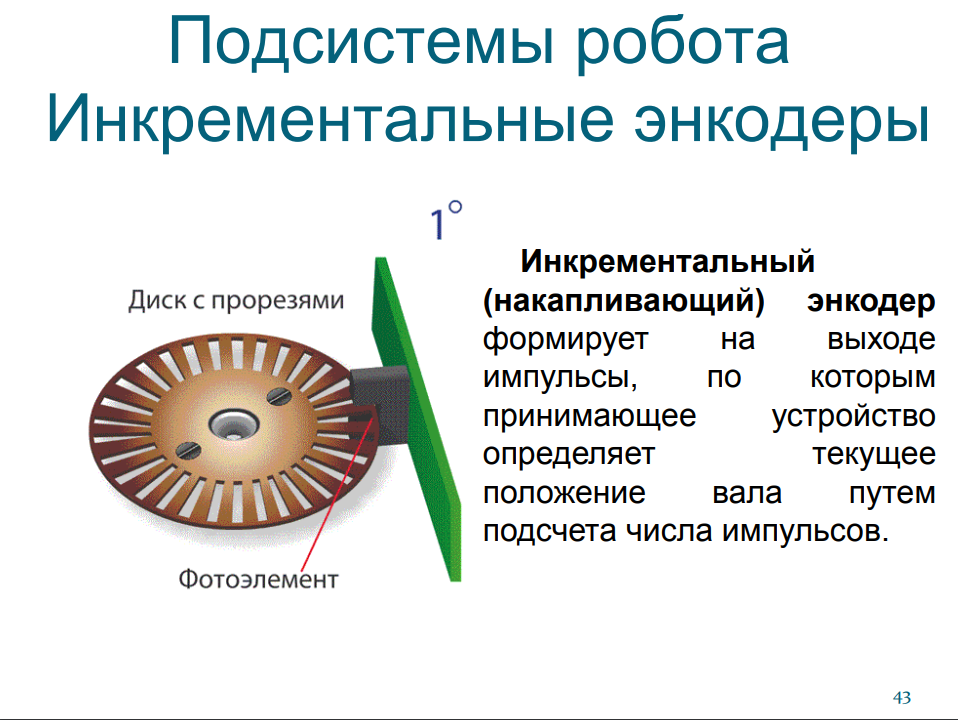 Подсистемы робота
Инкрементальные энкодеры
1°
Диск с прорезями
Фотоэлемент
Инкрементальный
(накапливающий) энкодер
формирует на выходе
импульсы, по которым
принимающее устройство
определяет текущее
положение вала путем
подсчета числа импульсов.
43